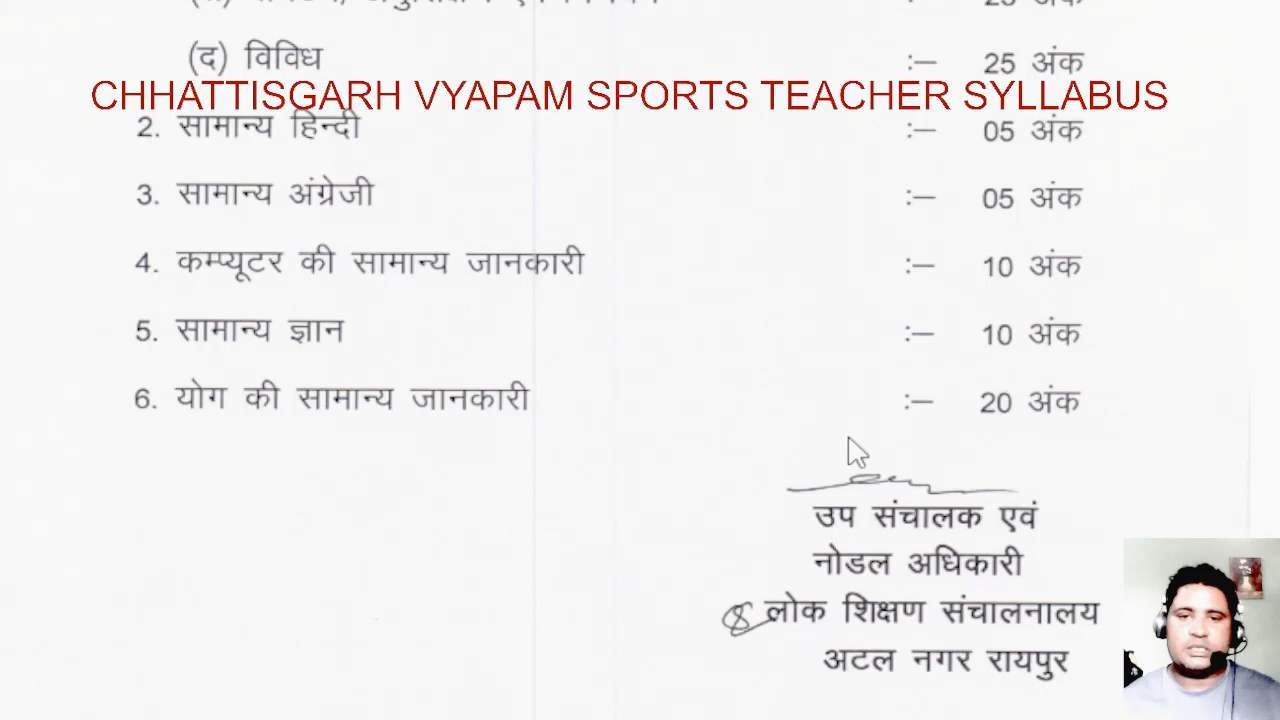 25 अंक
(द) विविध :— 25 अंक
CHHATTISGARH VYAPAM SPORTS TEACHER SYLLABUS
2. सामान्य हिन्दी :— 05 अंक
3. सामान्य अंग्रेजी :— 05 अंक
4. कम्प्यूटर की सामान्य जानकारी :— 10 अंक
5. सामान्य ज्ञान :— 10 अंक
6. योग की सामान्य जानकारी :— 20 अंक
उप संचालक एवं
नोडल अधिकारी
लोक शिक्षण संचालनालय
अटल नगर रायपुर